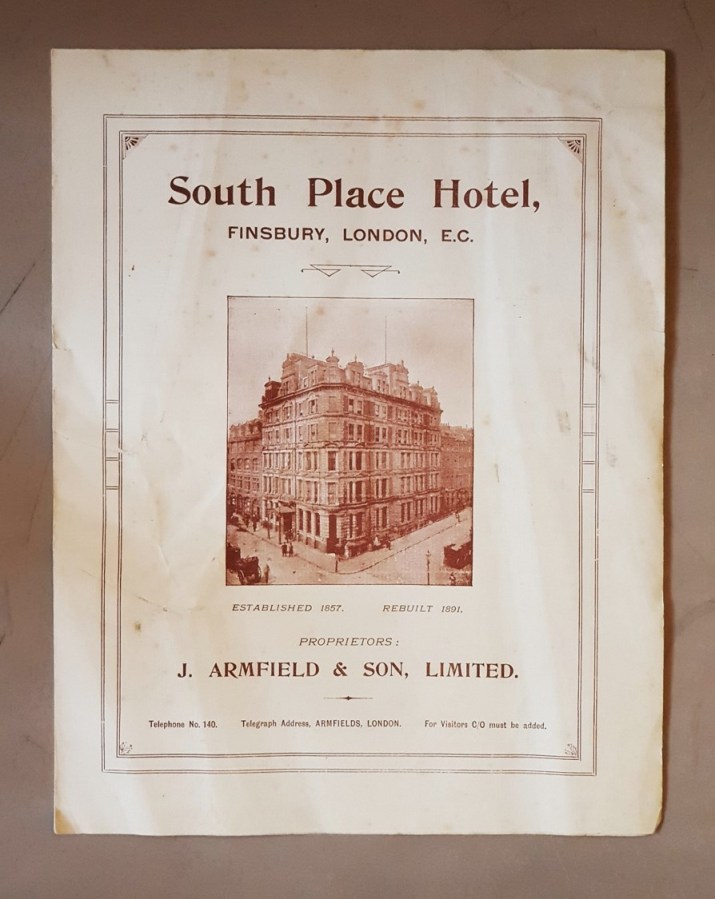 South Place Hotel,
FINSBURY, LONDON, E.C.
ESTABLISHED 1857. REBUILT 1891.
PROPRIETORS:
J. ARMFIELD & SON, LIMITED.
Telephone No. 140. Telegraph Address, ARMFIELDS, LONDON. For Visitors C/O must be added.